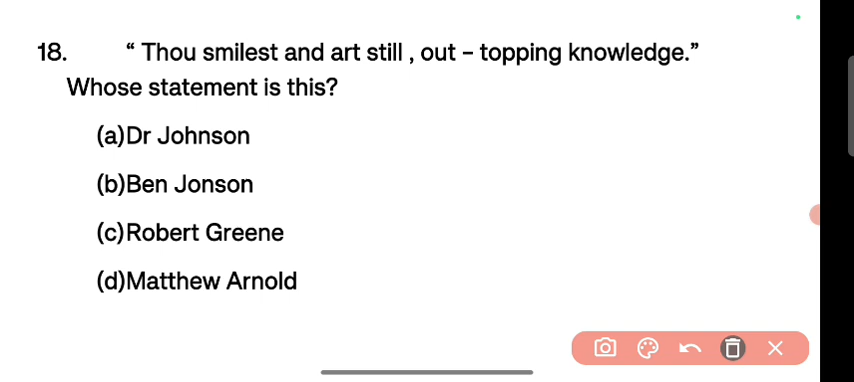 18. “ Thou smilest and art still , out – topping knowledge.”
Whose statement is this?
(a)Dr Johnson
(b)Ben Jonson
(c)Robert Greene
(d)Matthew Arnold